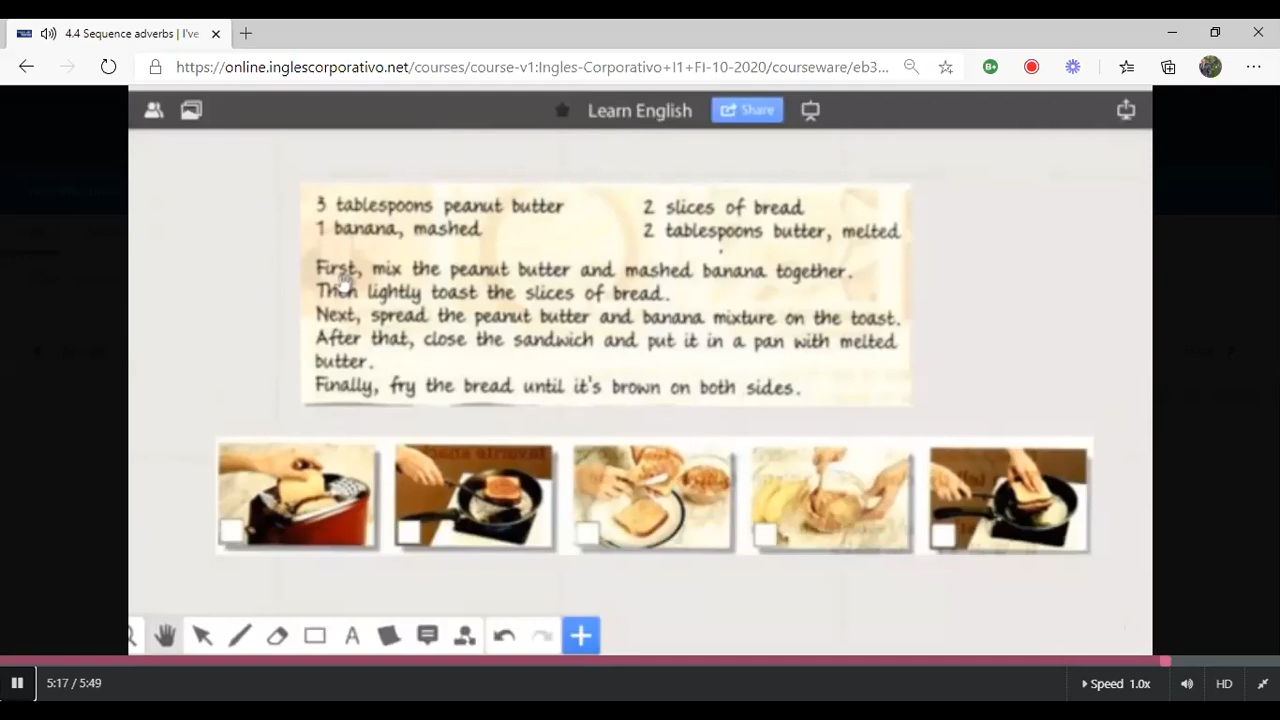 4.4 Sequence adverbs | I've
https://online.inglescorporativo.net/courses/course-v1:Ingles-Corporativo+I1+FI-10-2020/courseware/eb3...
Learn English
Share
3 tablespoons peanut butter
2 slices of bread
1 banana, mashed
2 tablespoons butter, melted
First, mix the peanut butter and mashed banana together.
Then lightly toast the slices of bread.
Next, spread the peanut butter and banana mixture on the toast.
After that, close the sandwich and put it in a pan with melted
butter.
Finally, fry the bread until it's brown on both sides.
5:17 / 5:49
Speed 1.0x
HD